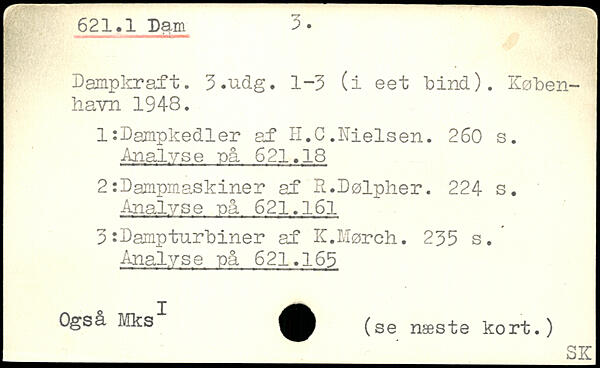 621.1 Dam 3.
Dampkraft. 3.udg. 1-3 (i eet bind). Køben-
havn 1948.
1:Dampkedler af H.C.Nielsen. 260 s.
Analyse på 621.18
2:Dampmaskiner af R.Dølpher. 224 s.
Analyse på 621.161
3:Dampturbiner af K.Mørch. 235 s.
Analyse på 621.165
Også Mks I
(se næste kort.)
SK